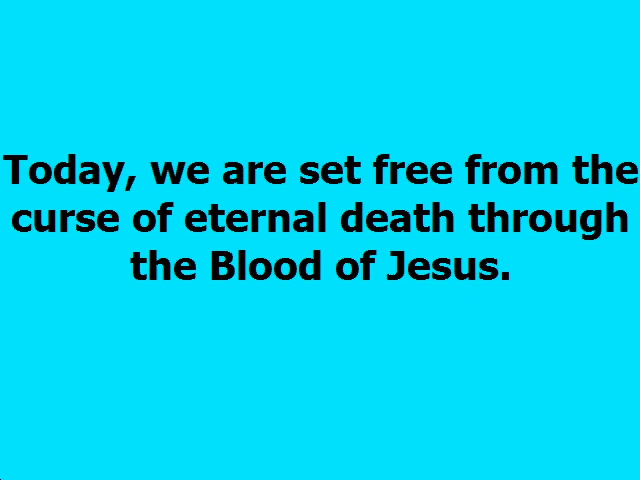 Today, we are set free from the
curse of eternal death through
the Blood of Jesus.